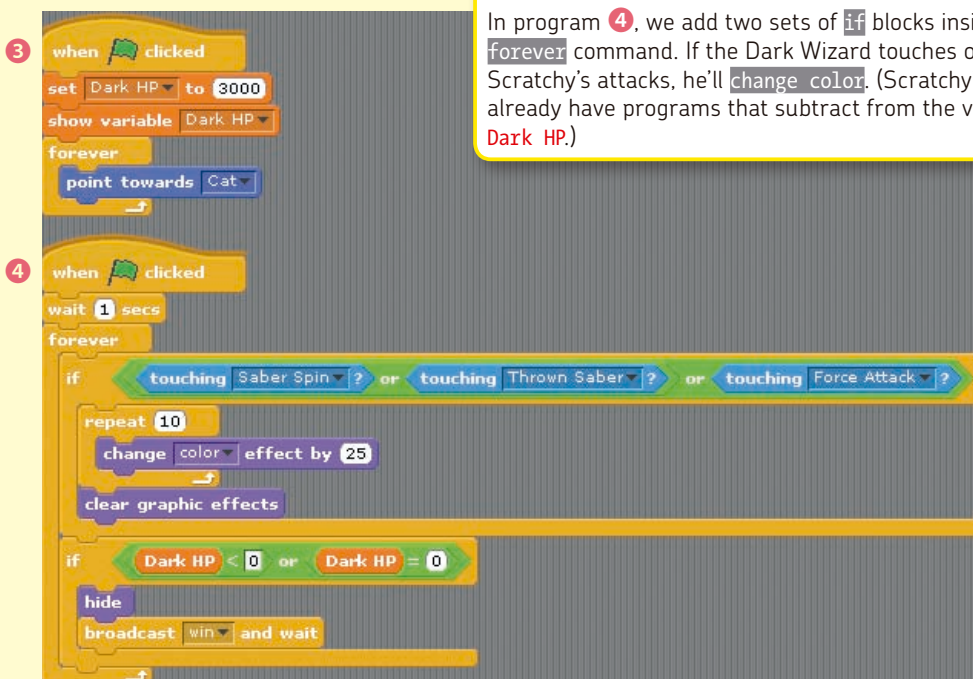 In program ❹, we add two sets of if blocks
forever command. If the Dark Wizard touches
Scratchy's attacks, he'll change color. (Scratchy
already have programs that subtract from the
Dark HP.)
❸
when clicked
set Dark HP to 3000
show variable Dark HP
forever
point towards Cat
❹
when clicked
wait 1 secs
forever
if touching Saber Spin ? or touching Thrown Saber ? or touching Force Attack ?
repeat 10
change color effect by 25
clear graphic effects
if Dark HP < 0 or Dark HP = 0
hide
broadcast win and wait